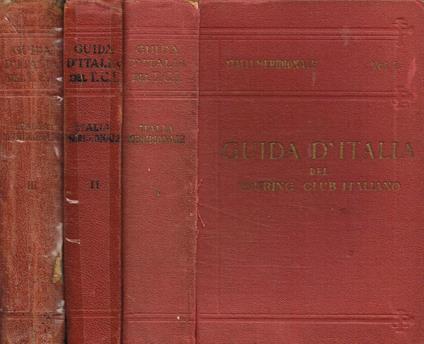 GUIDA
D'ITALIA
DEL T.C.I.
III
GUIDA
D'ITALIA
DEL T.C.I.
ITALIA
MERIDIONALE
II
GUIDA
D'ITALIA
DEL T.C.I.
ITALIA
MERIDIONALE
ITALIA MERIDIONALE
GUIDA D'ITALIA
DEL
TOURING CLUB ITALIANO